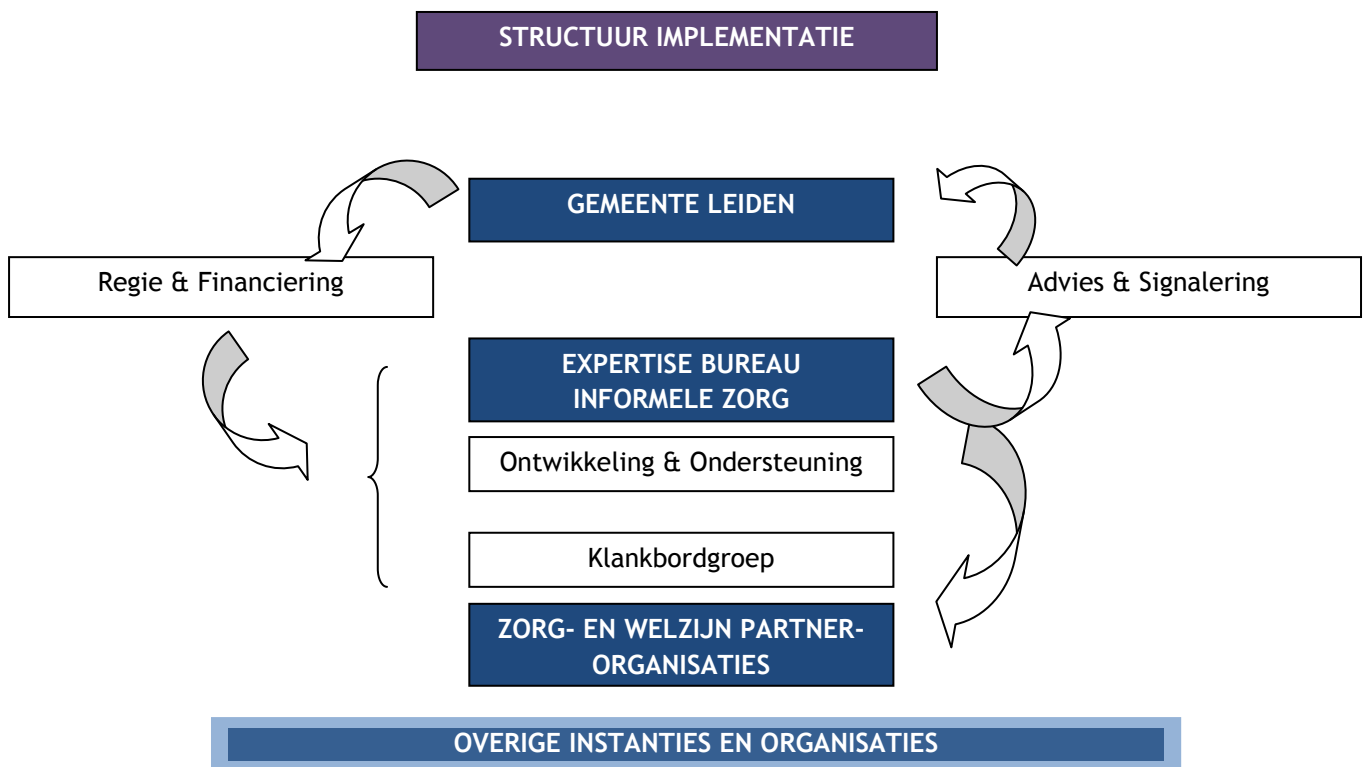 STRUCTUUR IMPLEMENTATIE
GEMEENTE LEIDEN
Regie & Financiering
Advies & Signalering
EXPERTISE BUREAU
INFORMELE ZORG
Ontwikkeling & Ondersteuning
Klankbordgroep
ZORG- EN WELZIJN PARTNER-
ORGANISATIES
OVERIGE INSTANTIES EN ORGANISATIES